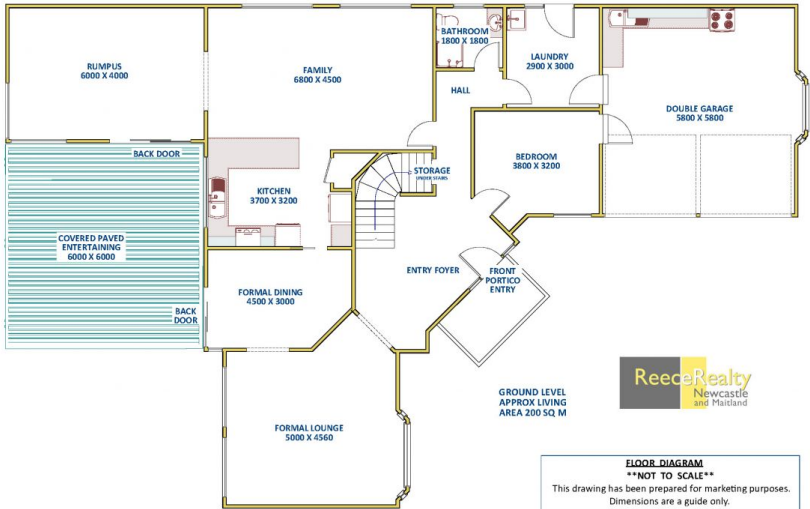 BATHROOM
1800 X 1800
RUMPUS
6000 X 4000
FAMILY
6800 X 4500
LAUNDRY
2900 X 3000
HALL
DOUBLE GARAGE
5800 X 5800
BACK DOOR
BEDROOM
3800 X 3200
STORAGE
UNDER STAIRS
KITCHEN
3700 X 3200
COVERED PAVED
ENTERTAINING
6000 X 6000
ENTRY FOYER
FRONT
PORTICO
ENTRY
FORMAL DINING
4500 X 3000
BACK
DOOR
ReeceRealty
Newcastle
and Maitland
GROUND LEVEL
APPROX LIVING
AREA 200 SQ M
FORMAL LOUNGE
5000 X 4560
FLOOR DIAGRAM
**NOT TO SCALE**
This drawing has been prepared for marketing purposes.
Dimensions are a guide only.